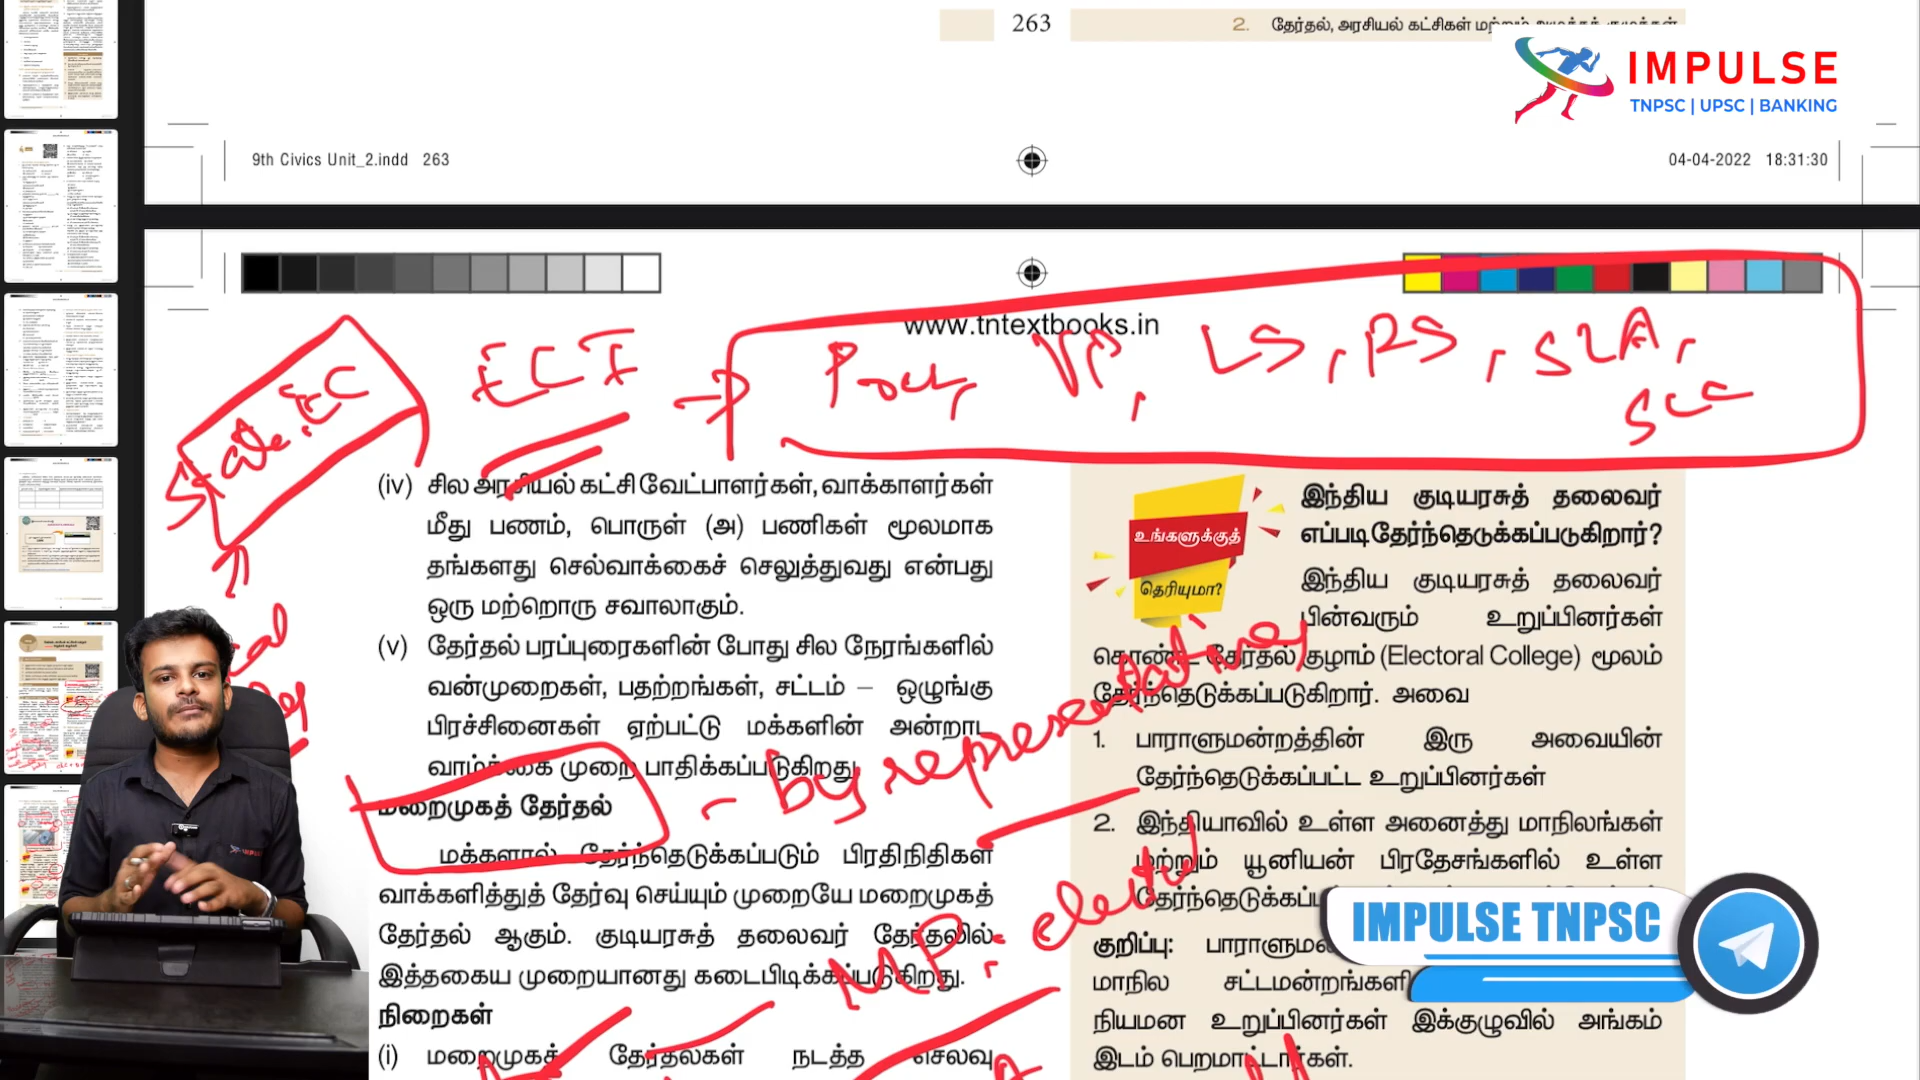 263
2. தேர்தல், அரசியல் கட்சிகள் மற்றும் அழுத்தக் குழுக்கள்
IMPULSE
TNPSC | UPSC | BANKING
9th Civics Unit_2.indd 263
04-04-2022 18:31:30
www.tntextbooks.in
State.EC
ECI
VP, LS, RS, SLA,
SLC
(iv) சில அரசியல் கட்சி வேட்பாளர்கள், வாக்காளர்கள்
மீது பணம், பொருள் (அ) பணிகள் மூலமாக
தங்களது செல்வாக்கைச் செலுத்துவது என்பது
ஒரு மற்றொரு சவாலாகும்.
(v) தேர்தல் பரப்புரைகளின் போது சில நேரங்களில்
வன்முறைகள், பதற்றங்கள், சட்டம் – ஒழுங்கு
பிரச்சினைகள் ஏற்பட்டு மக்களின் அன்றாட
வாழ்க்கை முறை பாதிக்கப்படுகிறது.
மறைமுகத் தேர்தல்
- by representatives
மக்களால் தேர்ந்தெடுக்கப்படும் பிரதிநிதிகள்
வாக்களித்துத் தேர்வு செய்யும் முறையே மறைமுகத்
தேர்தல் ஆகும். குடியரசுத் தலைவர் தேர்தலில்
இத்தகைய முறையானது கடைபிடிக்கப்படுகிறது.
MP: elected
நிறைகள்
(i) மறைமுகத் தேர்தல்கள் நடத்த செலவு
உங்களுக்குத்
தெரியுமா?
இந்திய குடியரசுத் தலைவர்
எப்படிதேர்ந்தெடுக்கப்படுகிறார்?
இந்திய குடியரசுத் தலைவர்
பின்வரும் உறுப்பினர்கள்
கொண்ட தேர்தல் குழாம் (Electoral College) மூலம்
தேர்ந்தெடுக்கப்படுகிறார். அவை
1. பாராளுமன்றத்தின் இரு அவையின்
தேர்ந்தெடுக்கப்பட்ட உறுப்பினர்கள்
2. இந்தியாவில் உள்ள அனைத்து மாநிலங்கள்
மற்றும் யூனியன் பிரதேசங்களில் உள்ள
குறிப்பு:
மாநில
நியமன உறுப்பினர்கள் இக்குழுவில் அங்கம்
இடம் பெறமாட்டார்கள்.
IMPULSE TNPSC